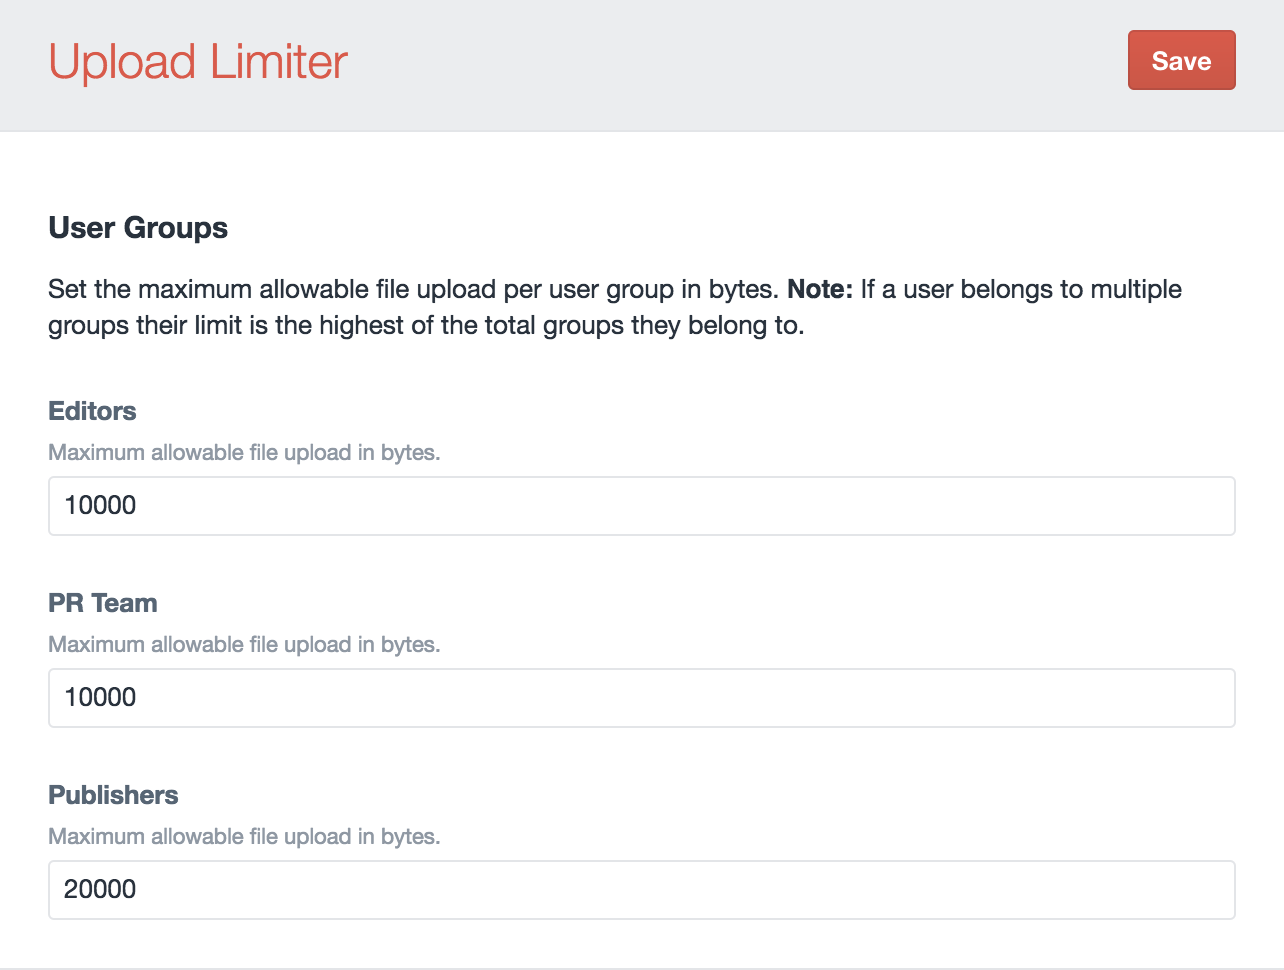 Upload Limiter
Save
User Groups
Set the maximum allowable file upload per user group in bytes. Note: If a user belongs to multiple
groups their limit is the highest of the total groups they belong to.
Editors
Maximum allowable file upload in bytes.
10000
PR Team
Maximum allowable file upload in bytes.
10000
Publishers
Maximum allowable file upload in bytes.
20000